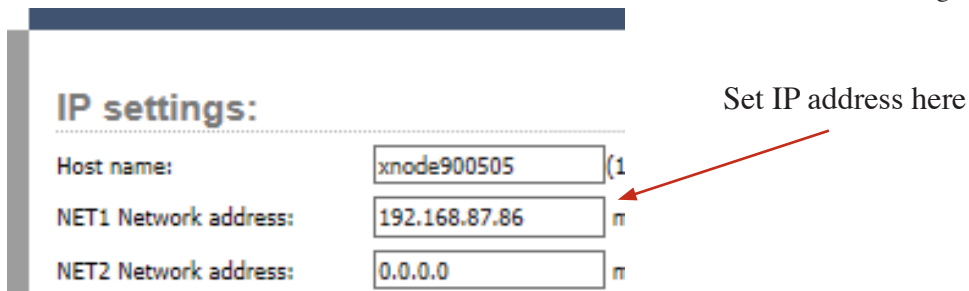 IP settings:
Set IP address here
Host name: xnode900505 (1
NET1 Network address: 192.168.87.86
NET2 Network address: 0.0.0.0